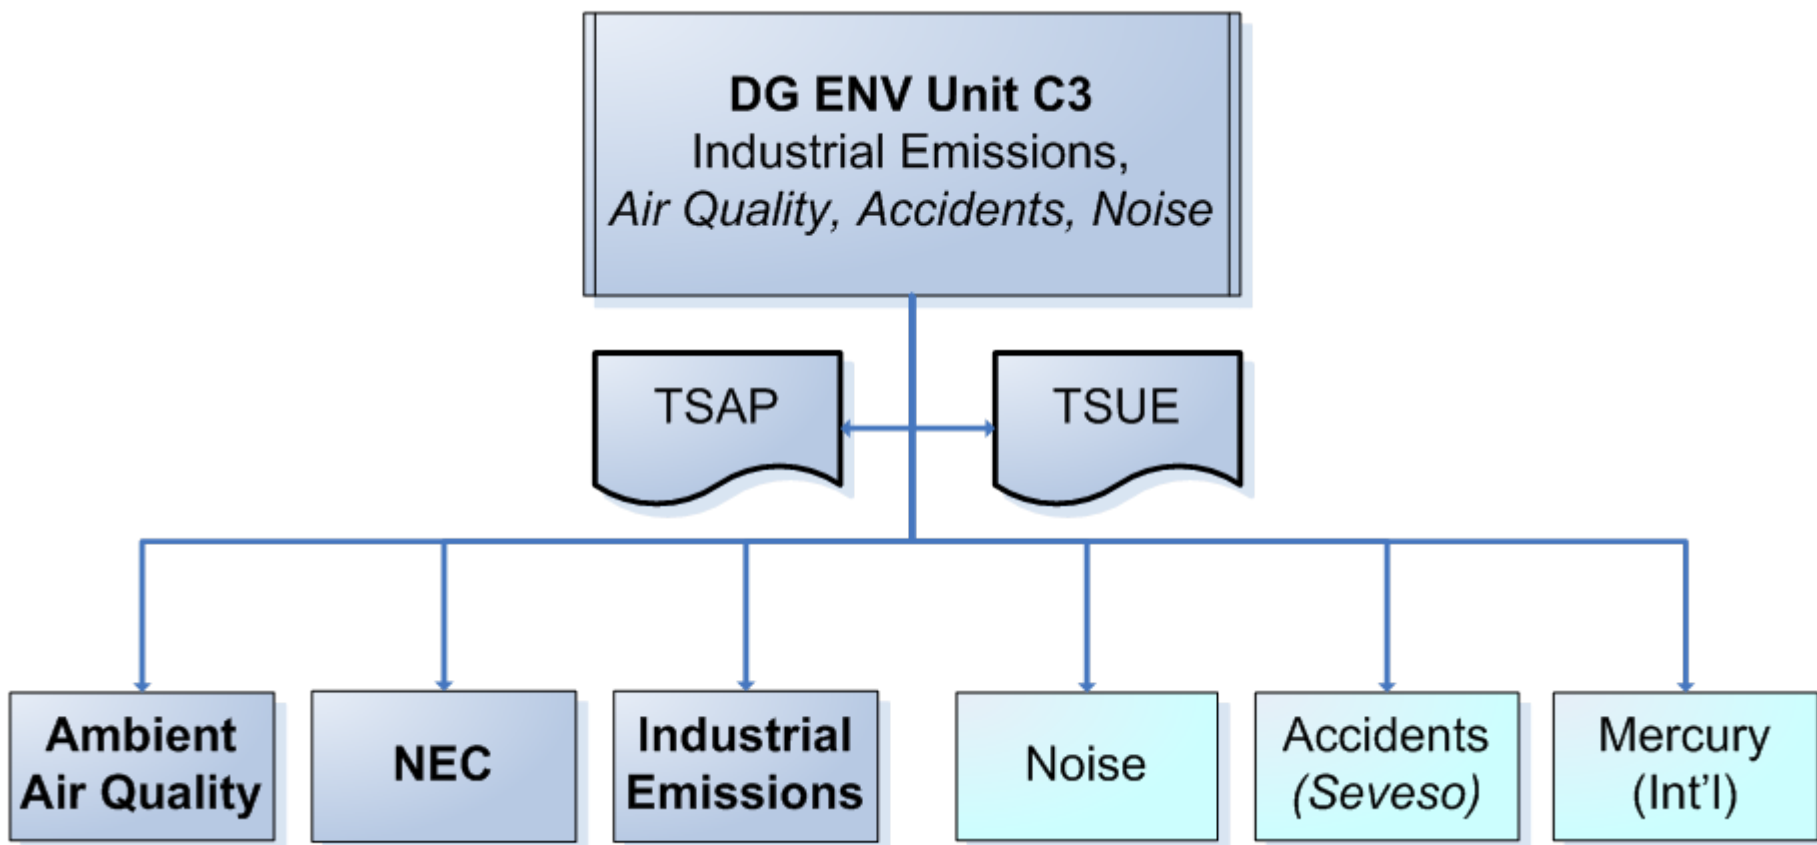 DG ENV Unit C3
Industrial Emissions,
Air Quality, Accidents, Noise
TSAP
TSUE
Ambient
Air Quality
NEC
Industrial
Emissions
Noise
Accidents
(Seveso)
Mercury
(Int'l)